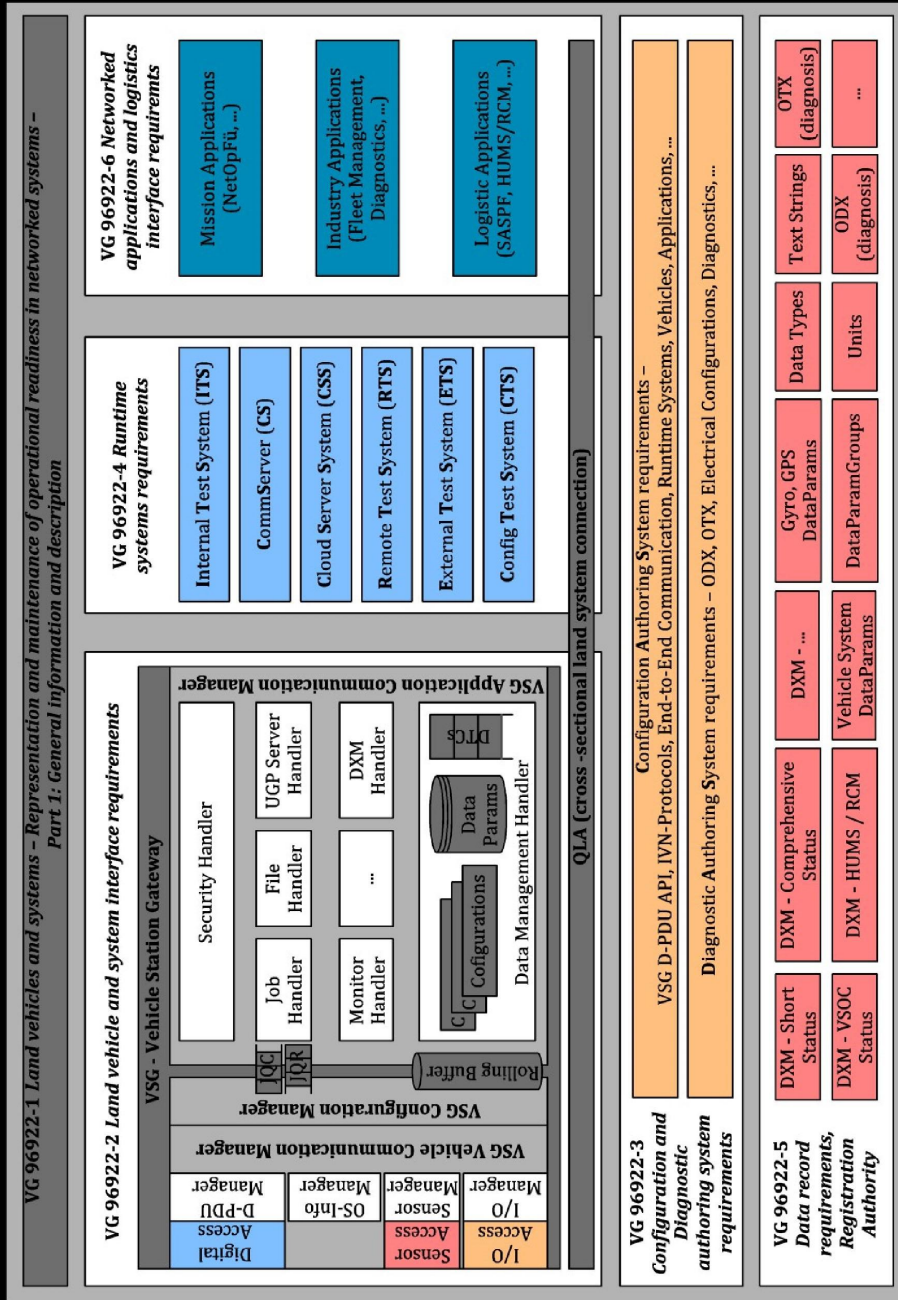 VG 96922-1 Land vehicles and systems – Representation and maintenance of operational readiness in networked systems –
Part 1: General information and description
VG 96922-2 Land vehicle and system interface requirements
VSG - Vehicle Station Gateway
Digital
Access
D-PDU
Manager
OS-Info
Manager
Sensor
Access
Sensor
Manager
I/O
Access
I/O
Manager
VSG Vehicle Communication Manager
VSG Configuration Manager
JQC
JQR
Rolling Buffer
Security Handler
Job
Handler
File
Handler
UGP Server
Handler
Monitor
Handler
...
DXM
Handler
C
C
Cofigurations
Data
Params
DTCs
Data Management Handler
VSG Application Communication Manager
VG 96922-4 Runtime
systems requirements
Internal Test System (ITS)
CommServer (CS)
Cloud Server System (CSS)
Remote Test System (RTS)
External Test System (ETS)
Config Test System (CTS)
VG 96922-6 Networked
applications and logistics
interface requiremts
Mission Applications
(NetOpFü, ...)
Industry Applications
(Fleet Management,
Diagnostics, ...)
Logistic Applications
(SASPF, HUMS/RCM, ...)
QLA (cross -sectional land system connection)
VG 96922-3
Configuration and
Diagnostic
authoring system
requirements
Configuration Authoring System requirements –
VSG D-PDU API, IVN-Protocols, End-to-End Communication, Runtime Systems, Vehicles, Applications, ...
Diagnostic Authoring System requirements – ODX, OTX, Electrical Configurations, Diagnostics, ...
VG 96922-5
Data record
requirements,
Registration
Authority
DXM - Short
Status
DXM - Comprehensive
Status
DXM - ...
Gyro, GPS
DataParams
Data Types
Text Strings
OTX
(diagnosis)
DXM - VSOC
Status
DXM - HUMS / RCM
Vehicle System
DataParams
DataParamGroups
Units
ODX
(diagnosis)
...